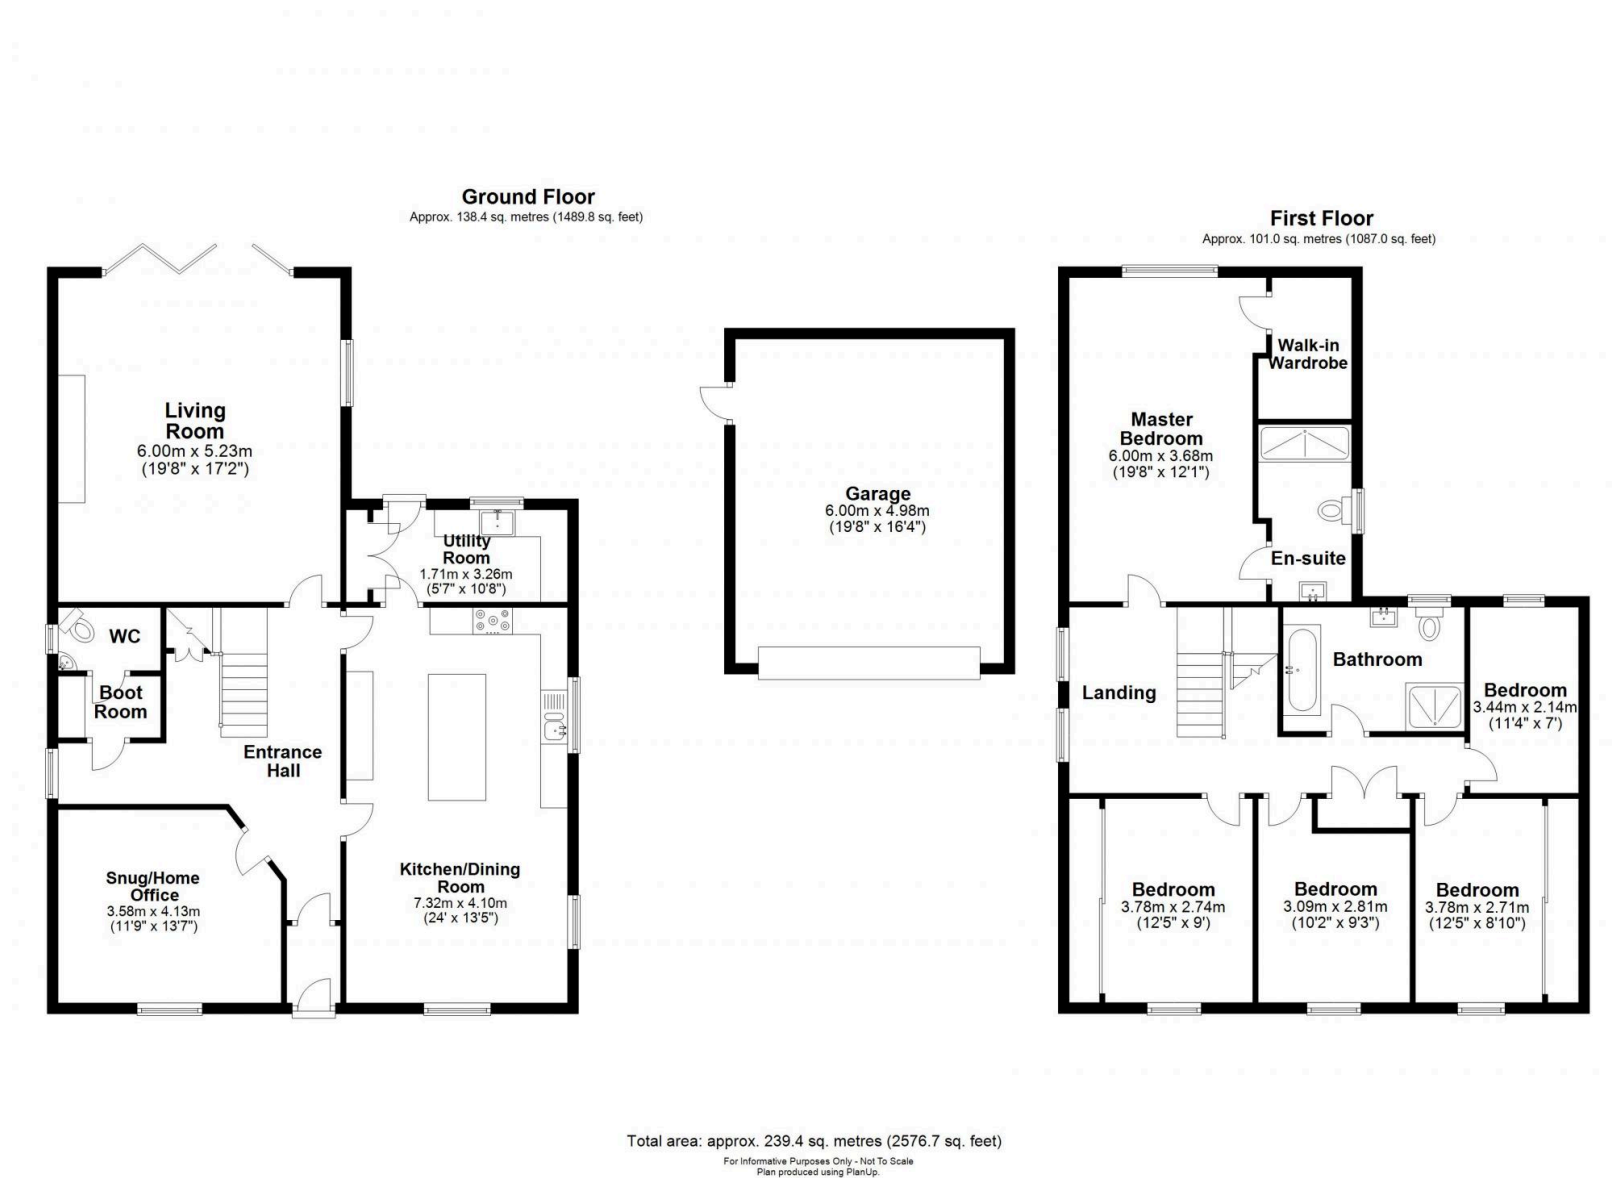 Ground Floor
Approx. 138.4 sq. metres (1489.8 sq. feet)
Living
Room
6.00m x 5.23m
(19'8" x 17'2")
Utility
Room
1.71m x 3.26m
(5'7" x 10'8")
WC
Boot
Room
Entrance
Hall
Snug/Home
Office
3.58m x 4.13m
(11'9" x 13'7")
Kitchen/Dining
Room
7.32m x 4.10m
(24' x 13'5")
Garage
6.00m x 4.98m
(19'8" x 16'4")
First Floor
Approx. 101.0 sq. metres (1087.0 sq. feet)
Walk-in
Wardrobe
Master
Bedroom
6.00m x 3.68m
(19'8" x 12'1")
En-suite
Bathroom
Landing
Bedroom
3.44m x 2.14m
(11'4" x 7')
Bedroom
3.78m x 2.74m
(12'5" x 9')
Bedroom
3.09m x 2.81m
(10'2" x 9'3")
Bedroom
3.78m x 2.71m
(12'5" x 8'10")
Total area: approx. 239.4 sq. metres (2576.7 sq. feet)
For Informative Purposes Only - Not To Scale
Plan produced using PlanUp.